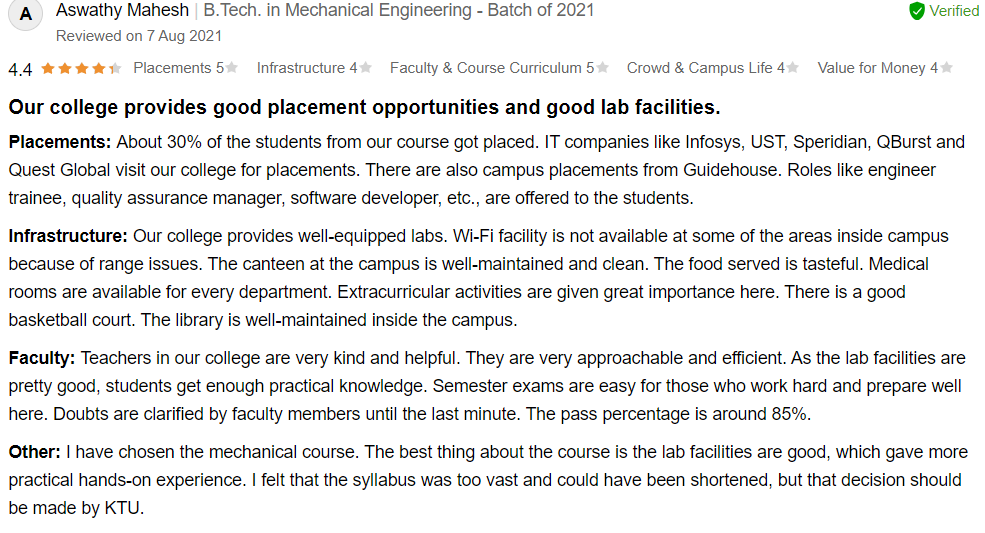 A
Aswathy Mahesh | B.Tech. in Mechanical Engineering - Batch of 2021
Verified
Reviewed on 7 Aug 2021
4.4 Placements 5 Infrastructure 4 Faculty & Course Curriculum 5 Crowd & Campus Life 4 Value for Money 4
Our college provides good placement opportunities and good lab facilities.
Placements: About 30% of the students from our course got placed. IT companies like Infosys, UST, Speridian, QBurst and
Quest Global visit our college for placements. There are also campus placements from Guidehouse. Roles like engineer
trainee, quality assurance manager, software developer, etc., are offered to the students.
Infrastructure: Our college provides well-equipped labs. Wi-Fi facility is not available at some of the areas inside campus
because of range issues. The canteen at the campus is well-maintained and clean. The food served is tasteful. Medical
rooms are available for every department. Extracurricular activities are given great importance here. There is a good
basketball court. The library is well-maintained inside the campus.
Faculty: Teachers in our college are very kind and helpful. They are very approachable and efficient. As the lab facilities are
pretty good, students get enough practical knowledge. Semester exams are easy for those who work hard and prepare well
here. Doubts are clarified by faculty members until the last minute. The pass percentage is around 85%.
Other: I have chosen the mechanical course. The best thing about the course is the lab facilities are good, which gave more
practical hands-on experience. I felt that the syllabus was too vast and could have been shortened, but that decision should
be made by KTU.